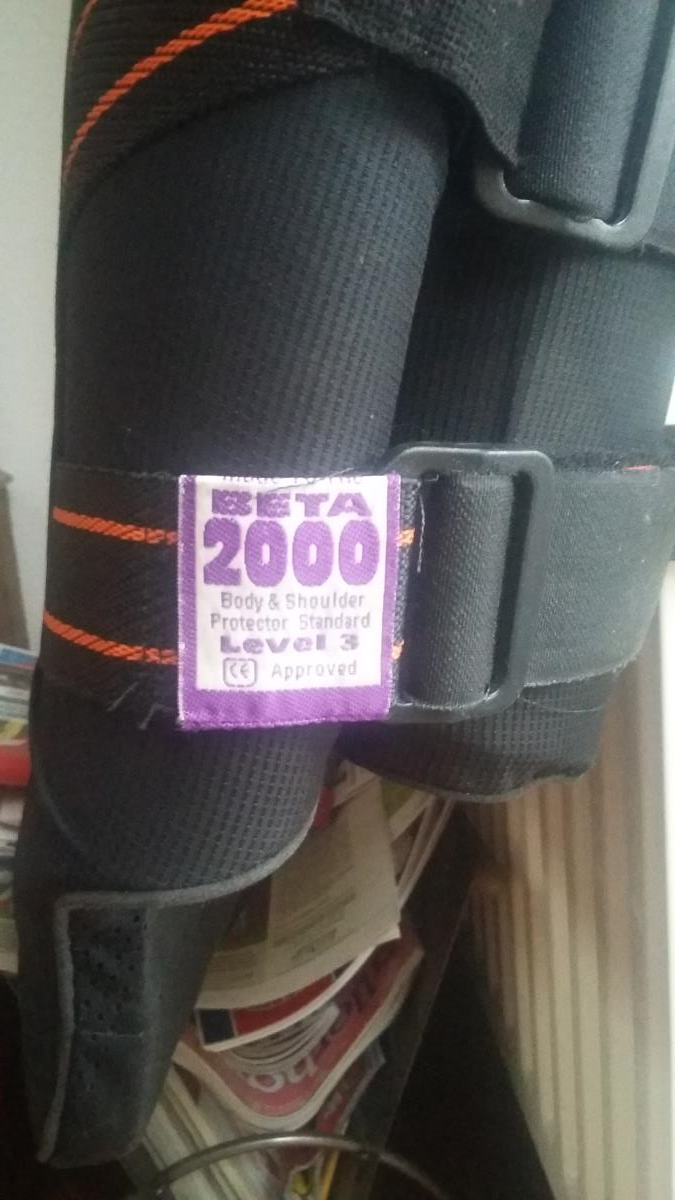 BETA
2000
Body & Shoulder
Protector Standard
Level 3
CE Approved